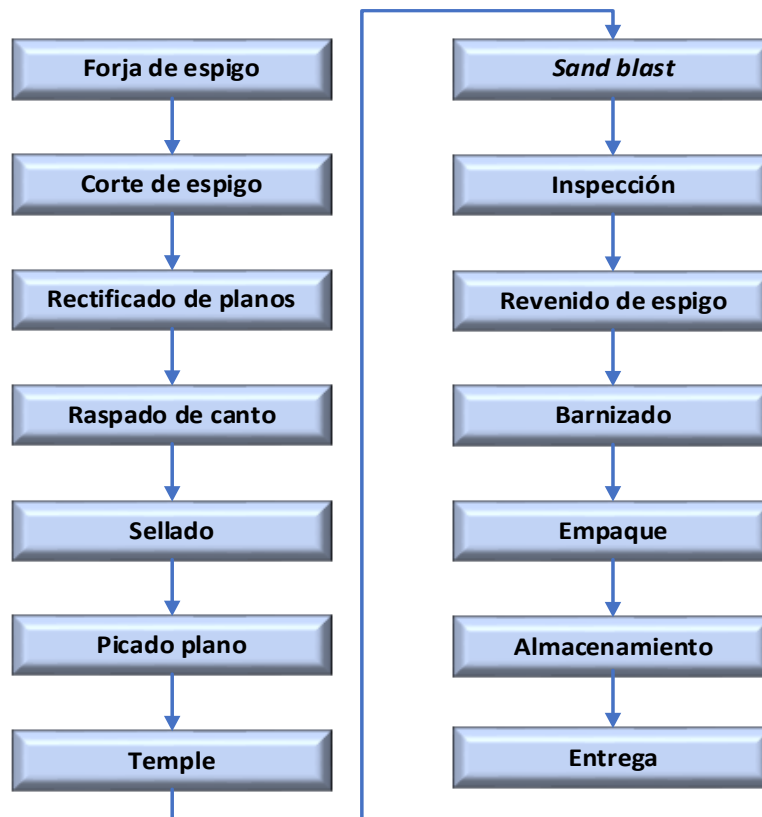 Forja de espigo
Corte de espigo
Rectificado de planos
Raspado de canto
Sellado
Picado plano
Temple
Sand blast
Inspección
Revenido de espigo
Barnizado
Empaque
Almacenamiento
Entrega